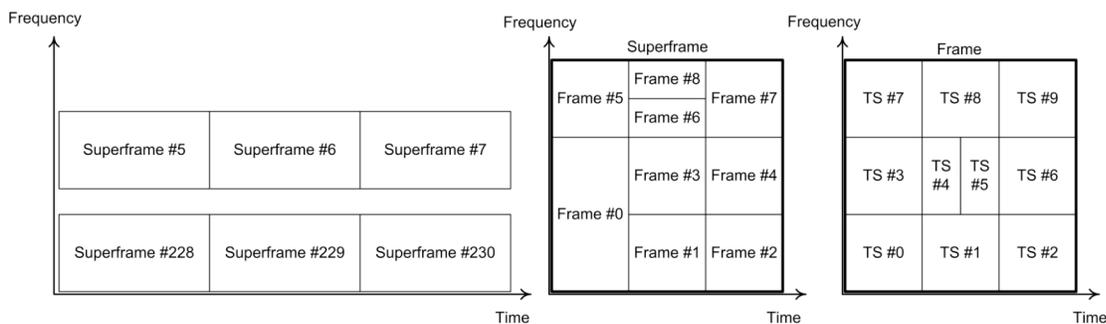 Frequency
Superframe #5
Superframe #6
Superframe #7
Superframe #228
Superframe #229
Superframe #230
Time
Frequency
Superframe
Frame #5
Frame #8
Frame #6
Frame #7
Frame #0
Frame #3
Frame #4
Frame #1
Frame #2
Time
Frequency
Frame
TS #7
TS #8
TS #9
TS #3
TS
#4
TS
#5
TS #6
TS #0
TS #1
TS #2
Time